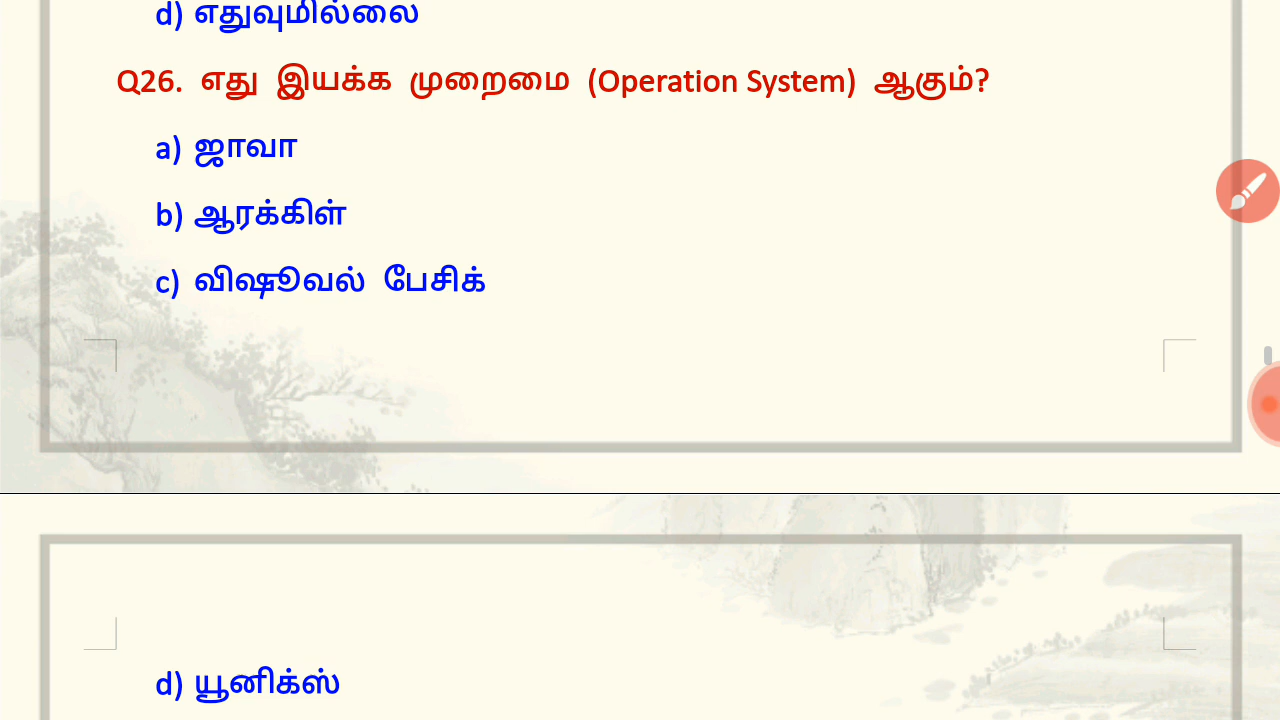 d) எதுவுமில்லை
Q26. எது இயக்க முறைமை (Operation System) ஆகும்?
a) ஜாவா
b) ஆரக்கிள்
c) விஷூவல் பேசிக்
d) யூனிக்ஸ்